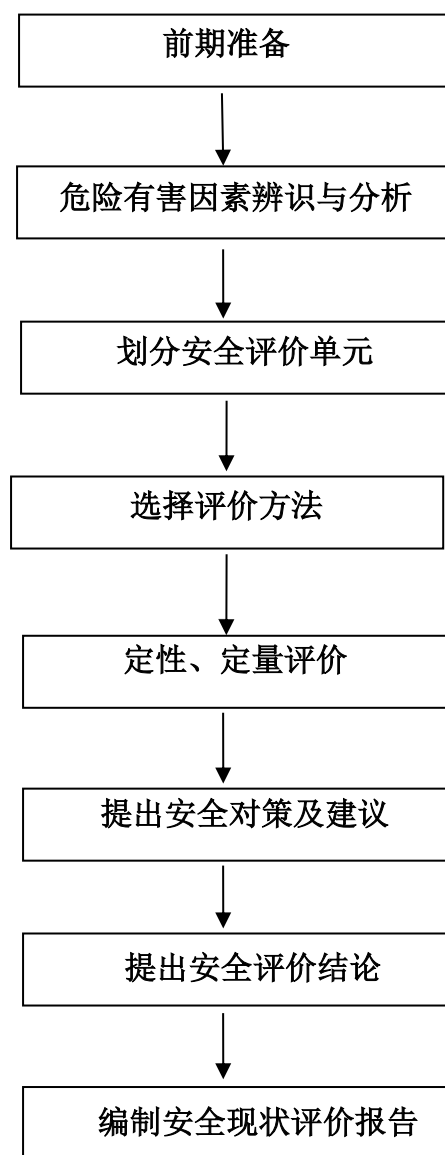 前期准备
危险有害因素辨识与分析
划分安全评价单元
选择评价方法
定性、定量评价
提出安全对策及建议
提出安全评价结论
编制安全现状评价报告